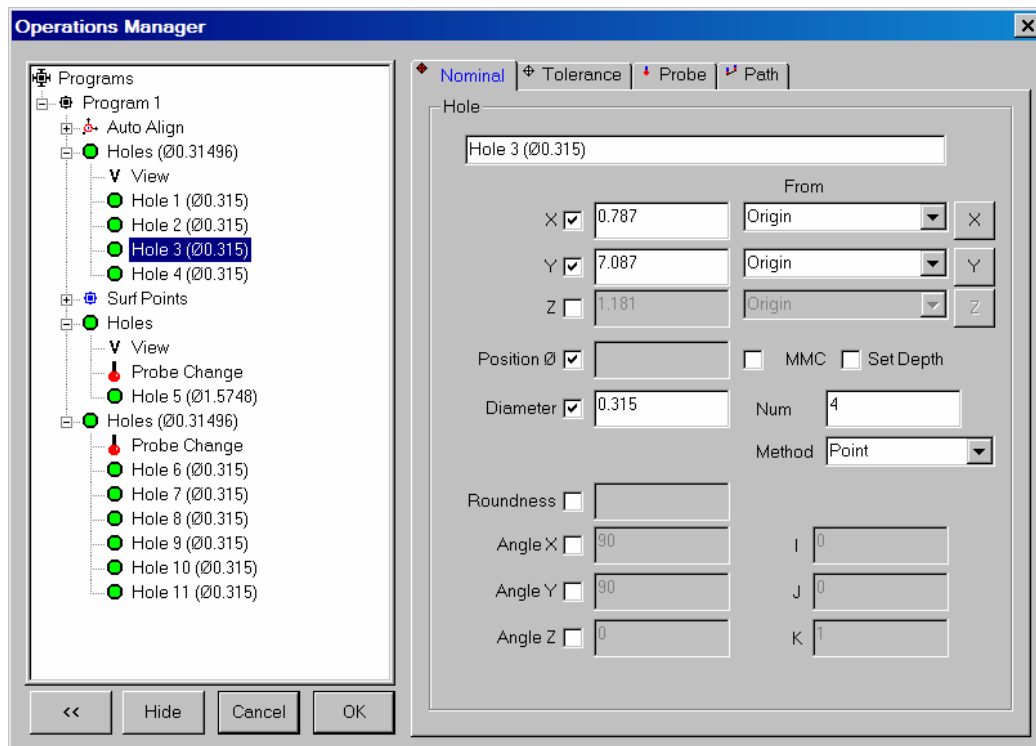 Operations Manager
Programs
Program 1
Auto Align
Holes (Ø0.31496)
V View
Hole 1 (Ø0.315)
Hole 2 (Ø0.315)
Hole 3 (Ø0.315)
Hole 4 (Ø0.315)
Surf Points
Holes
V View
Probe Change
Hole 5 (Ø1.5748)
Holes (Ø0.31496)
Probe Change
Hole 6 (Ø0.315)
Hole 7 (Ø0.315)
Hole 8 (Ø0.315)
Hole 9 (Ø0.315)
Hole 10 (Ø0.315)
Hole 11 (Ø0.315)
<< Hide Cancel OK
Nominal Tolerance Probe Path
Hole
Hole 3 (Ø0.315)
From
X 0.787 Origin X
Y 7.087 Origin Y
Z 1.181 Origin Z
Position Ø MMC Set Depth
Diameter 0.315 Num 4
Method Point
Roundness
Angle X 90 I 0
Angle Y 90 J 0
Angle Z 0 K 1